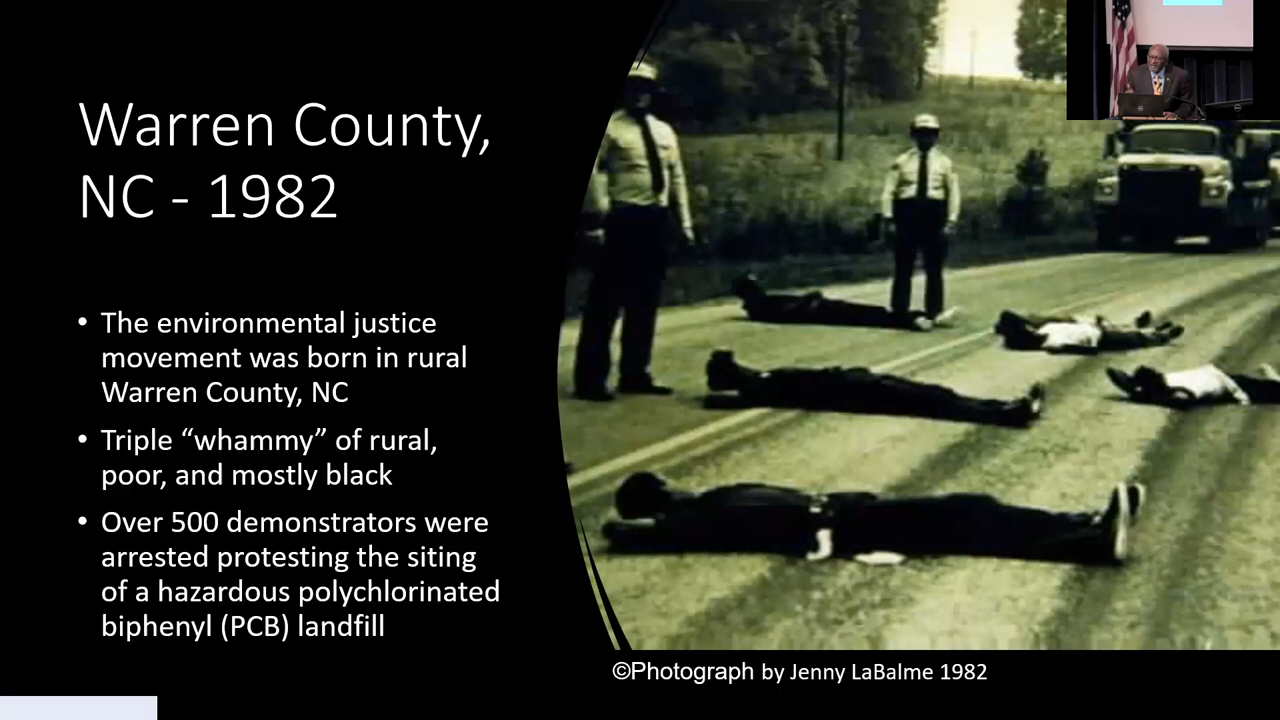 Warren County,
NC - 1982
• The environmental justice
movement was born in rural
Warren County, NC
• Triple “whammy” of rural,
poor, and mostly black
• Over 500 demonstrators were
arrested protesting the siting
of a hazardous polychlorinated
biphenyl (PCB) landfill
©Photograph by Jenny LaBalme 1982